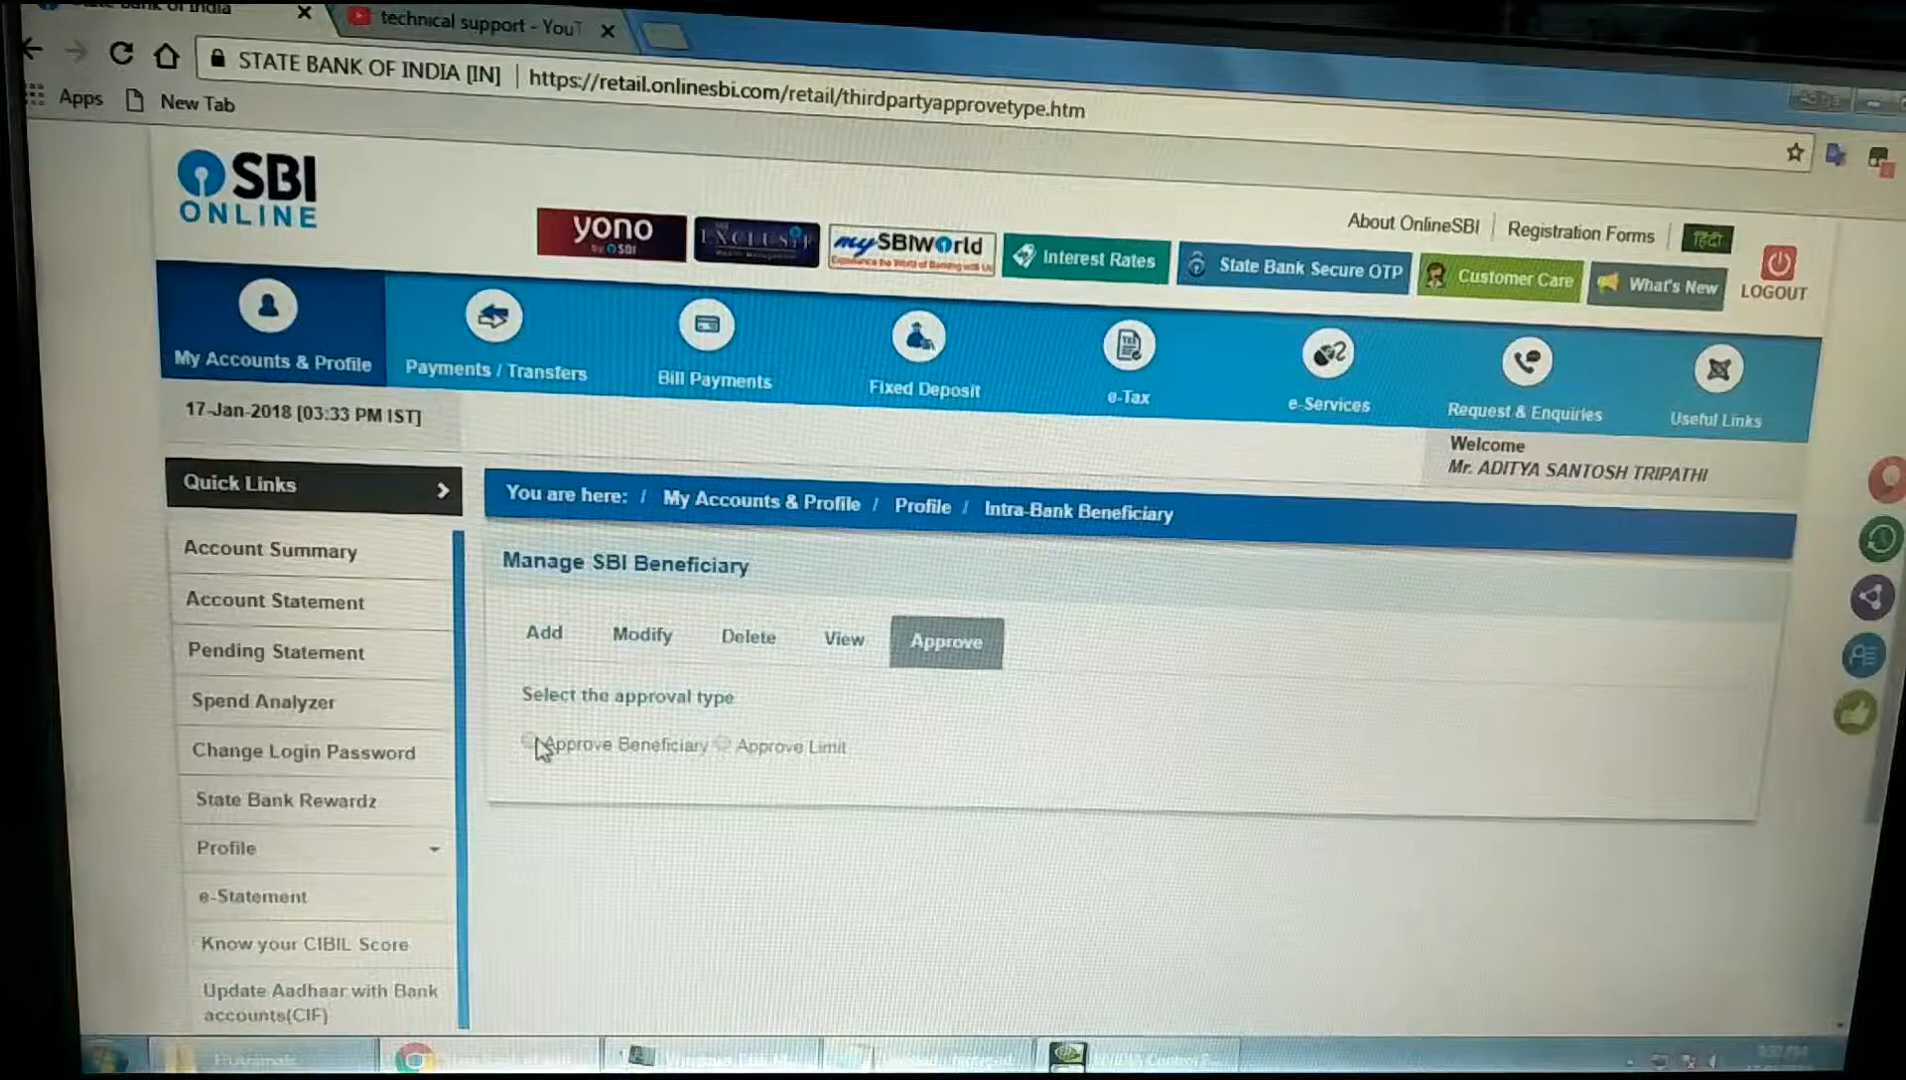 technical support - YouT
STATE BANK OF INDIA [IN] | https://retail.onlinesbi.com/retail/thirdpartyapprovetype.htm
Apps New Tab
SBI
ONLINE
yono
by SBI
EXCLUSIF
mySBIWorld
Interest Rates
State Bank Secure OTP
About OnlineSBI
Registration Forms
हिंदी
Customer Care
What's New
LOGOUT
My Accounts & Profile
Payments / Transfers
Bill Payments
Fixed Deposit
e-Tax
e-Services
Request & Enquiries
Useful Links
17-Jan-2018 [03:33 PM IST]
Welcome
Mr. ADITYA SANTOSH TRIPATHI
Quick Links
You are here: / My Accounts & Profile / Profile / Intra-Bank Beneficiary
Account Summary
Account Statement
Pending Statement
Spend Analyzer
Change Login Password
State Bank Rewardz
Profile
e-Statement
Know your CIBIL Score
Update Aadhaar with Bank
accounts(CIF)
Manage SBI Beneficiary
Add Modify Delete View Approve
Select the approval type
Approve Beneficiary Approve Limit